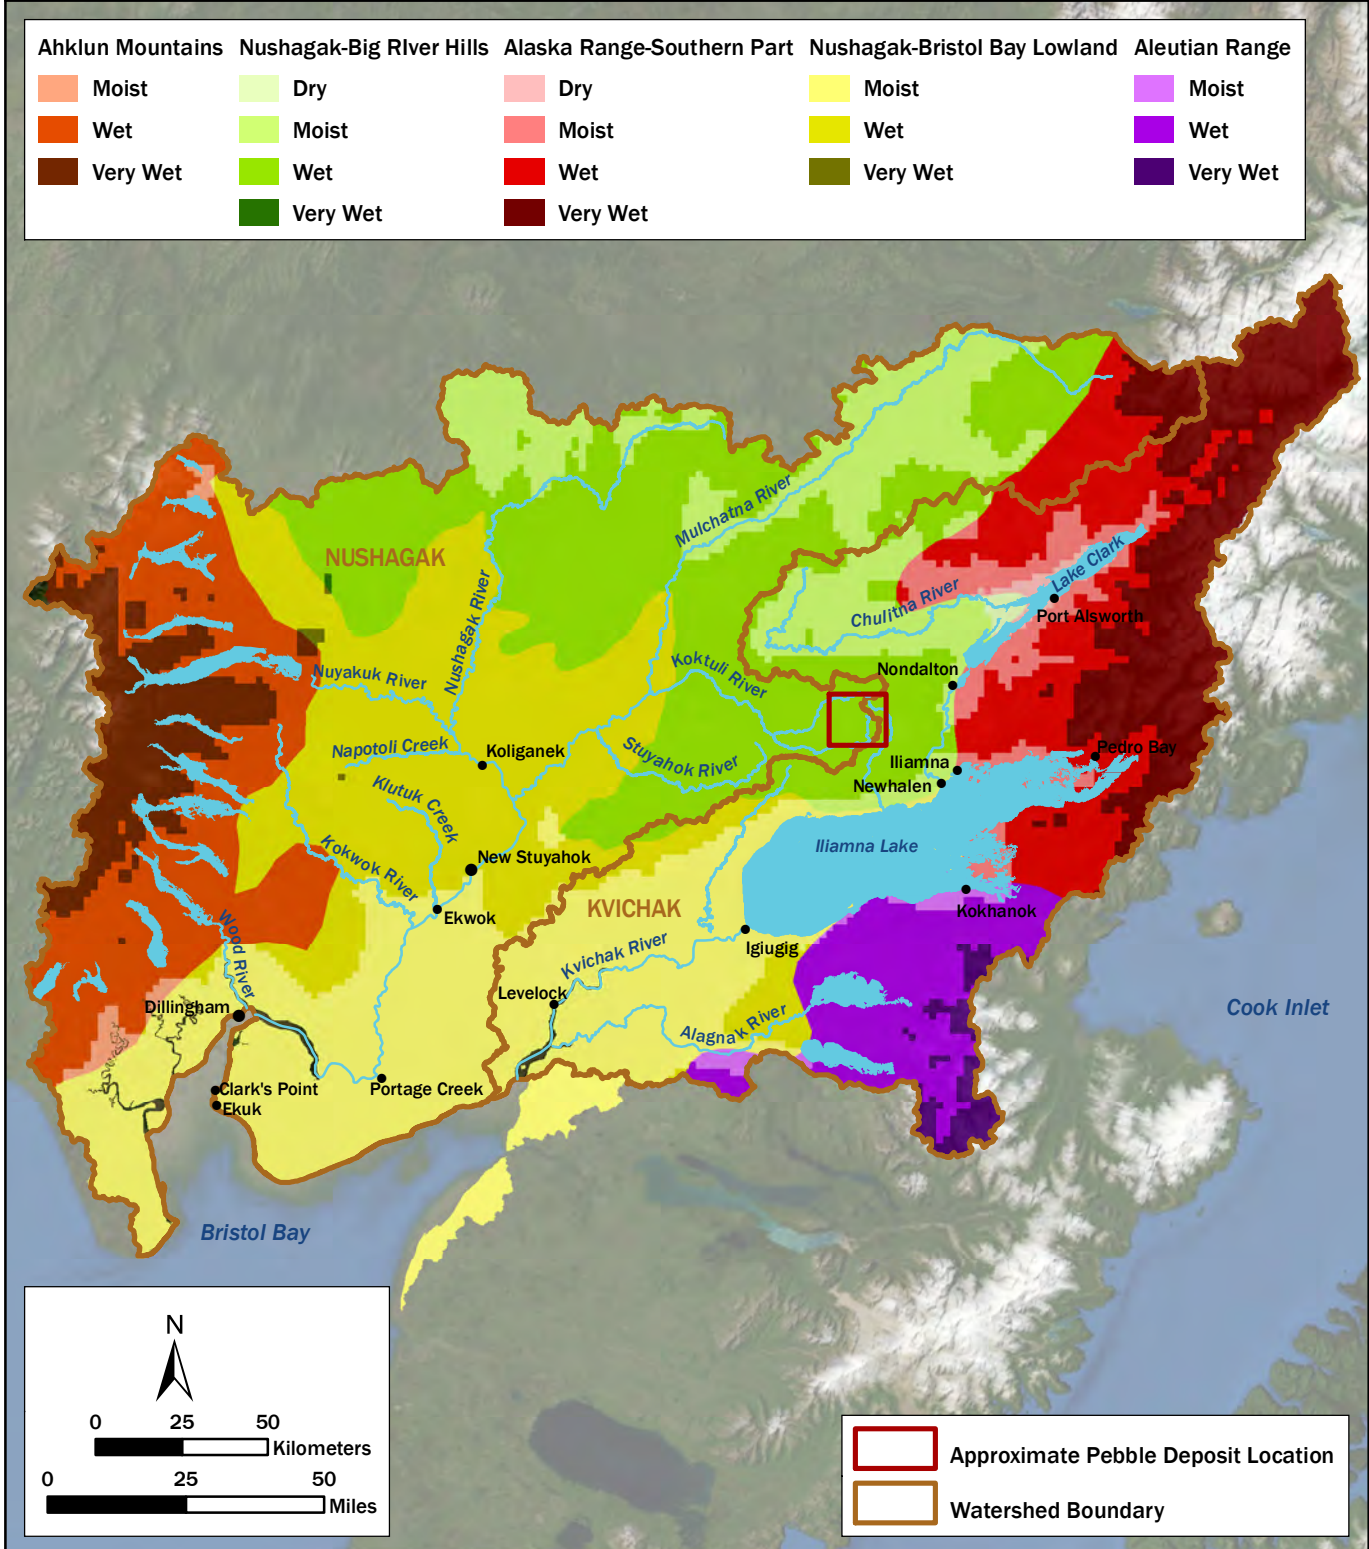 Ahklun Mountains
Moist
Wet
Very Wet
Nushagak-Big RIver Hills
Dry
Moist
Wet
Very Wet
Alaska Range-Southern Part
Dry
Moist
Wet
Very Wet
Nushagak-Bristol Bay Lowland
Moist
Wet
Very Wet
Aleutian Range
Moist
Wet
Very Wet
Mulchatna River
NUSHAGAK
Nushagak River
Lake Clark
Chulitna River
Port Alsworth
Nuyakuk River
Koktuli River
Nondalton
Napotoli Creek
Koliganek
Stuyahok River
Pedro Bay
Iliamna
Newhalen
Klutuk Creek
Kokwok River
New Stuyahok
Iliamna Lake
Ekwok
KVICHAK
Kokhanok
Wood River
Igiugig
Kvichak River
Levelock
Dillingham
Alagnak River
Cook Inlet
Clark's Point
Ekuk
Portage Creek
Bristol Bay
N
0 25 50
Kilometers
0 25 50
Miles
Approximate Pebble Deposit Location
Watershed Boundary